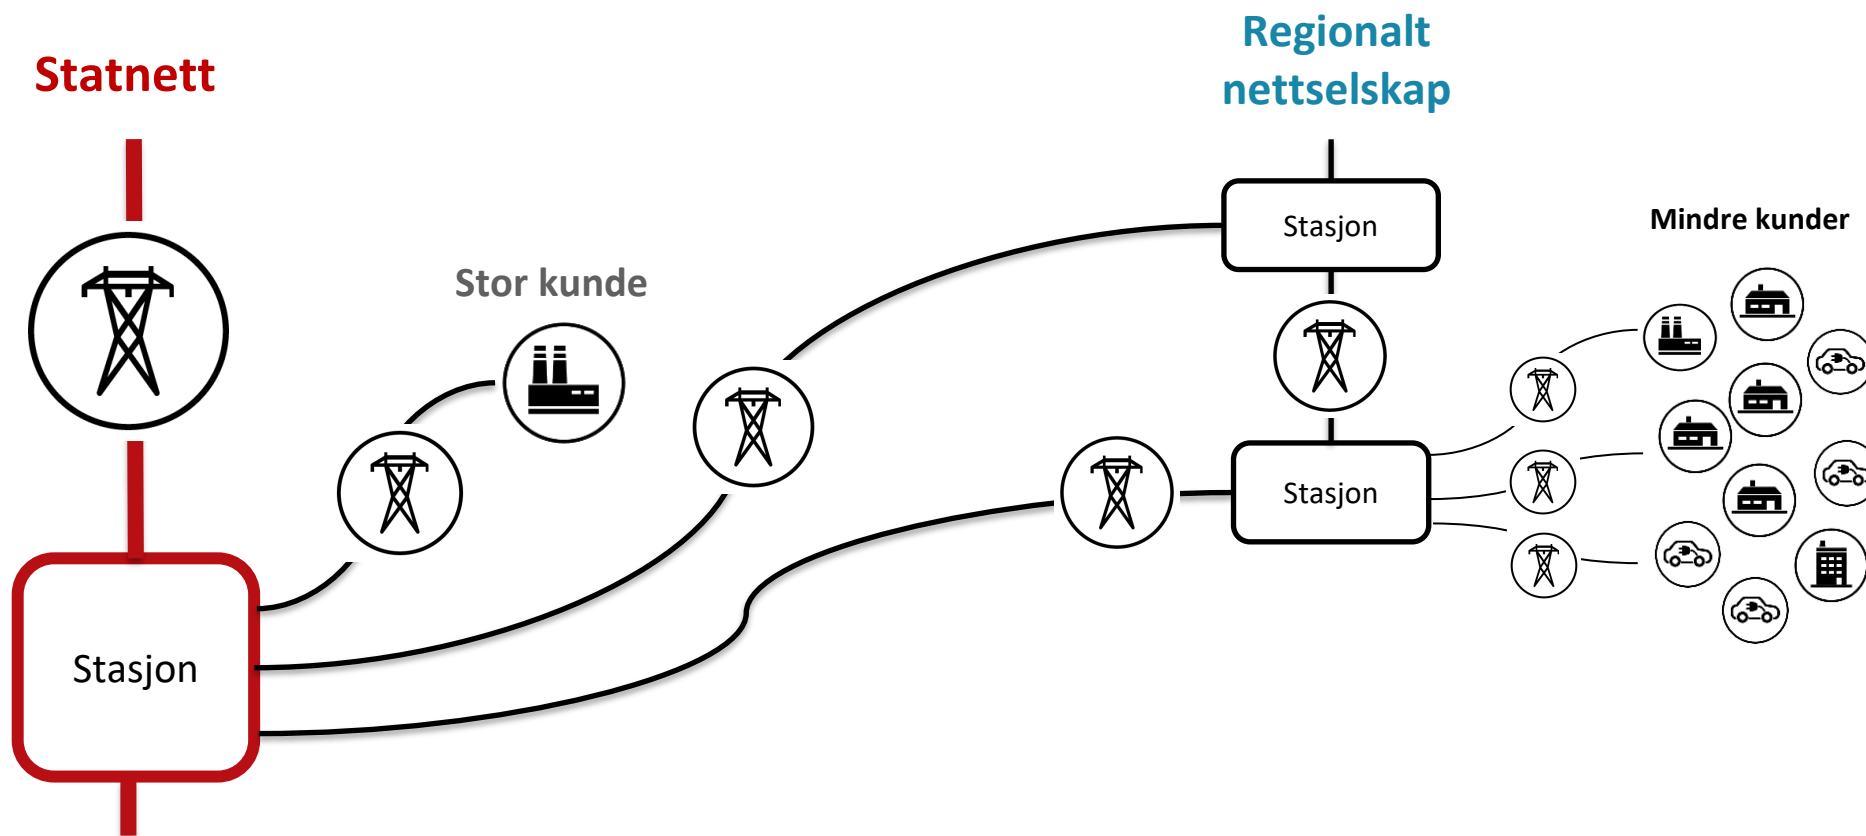 Statnett
Regionalt
nettselskap
Stasjon
Mindre kunder
Stor kunde
Stasjon
Stasjon